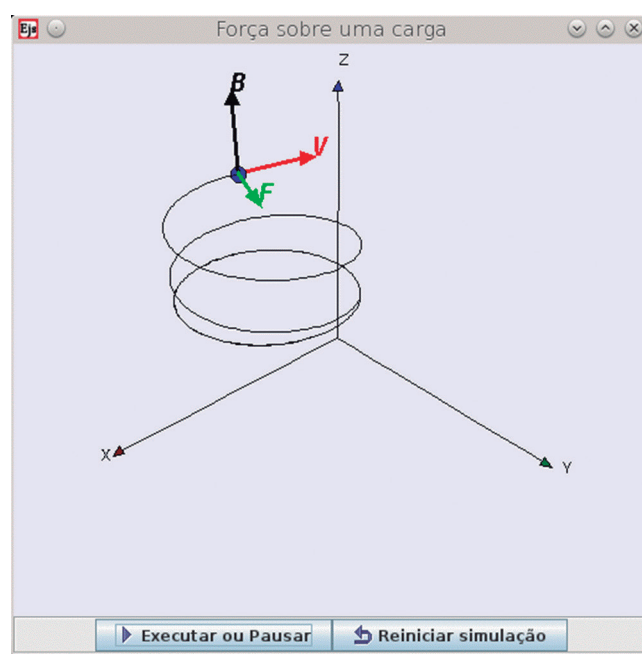 Ejs
Força sobre uma carga
Z
B
V
F
X
Y
Executar ou Pausar
Reiniciar simulação